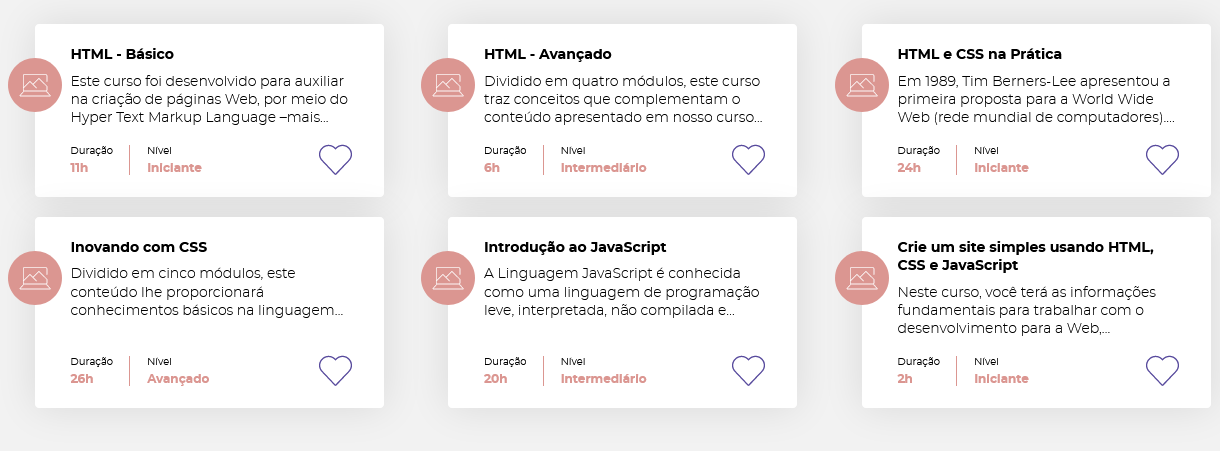 HTML - Básico
Este curso foi desenvolvido para auxiliar
na criação de páginas Web, por meio do
Hyper Text Markup Language –mais...
Duração
Nível
11h
Iniciante
HTML - Avançado
Dividido em quatro módulos, este curso
traz conceitos que complementam o
conteúdo apresentado em nosso curso...
Duração
Nível
6h
Intermediário
HTML e CSS na Prática
Em 1989, Tim Berners-Lee apresentou a
primeira proposta para a World Wide
Web (rede mundial de computadores)....
Duração
Nível
24h
Iniciante
Inovando com CSS
Dividido em cinco módulos, este
conteúdo lhe proporcionará
conhecimentos básicos na linguagem...
Duração
Nível
26h
Avançado
Introdução ao JavaScript
A Linguagem JavaScript é conhecida
como uma linguagem de programação
leve, interpretada, não compilada e...
Duração
Nível
20h
Intermediário
Crie um site simples usando HTML,
CSS e JavaScript
Neste curso, você terá as informações
fundamentais para trabalhar com o
desenvolvimento para a Web,...
Duração
Nível
2h
Iniciante